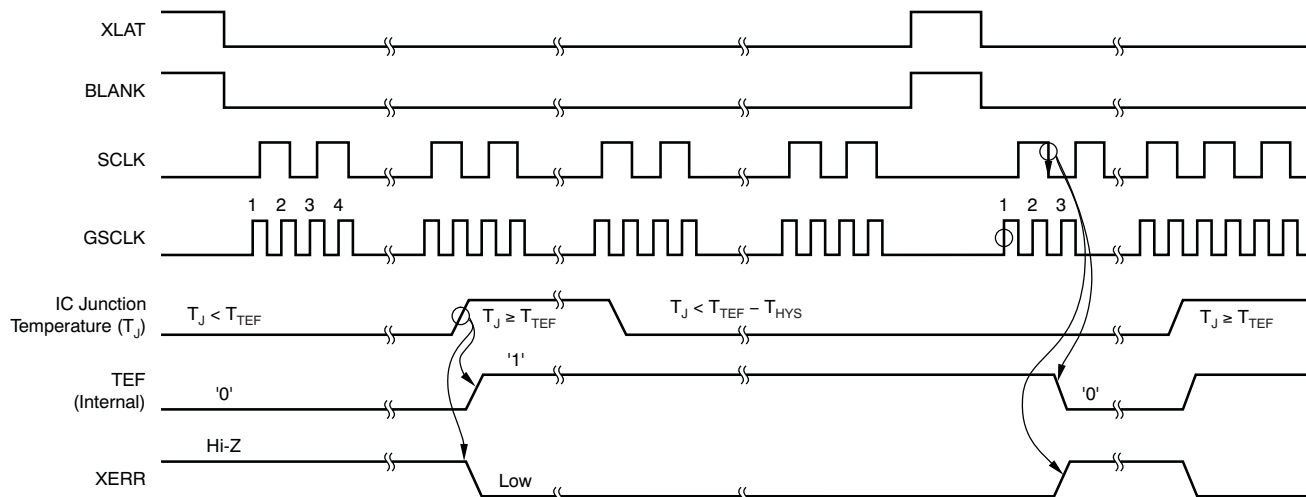 XLAT
BLANK
SCLK
1 2 3 4 1 2 3
GSCLK
IC Junction
Temperature (TJ)
TJ < TTEF
TJ ≥ TTEF
TJ < TTEF – THYS
TJ ≥ TTEF
TEF
(Internal)
'0'
'1'
'0'
XERR
Hi-Z
Low